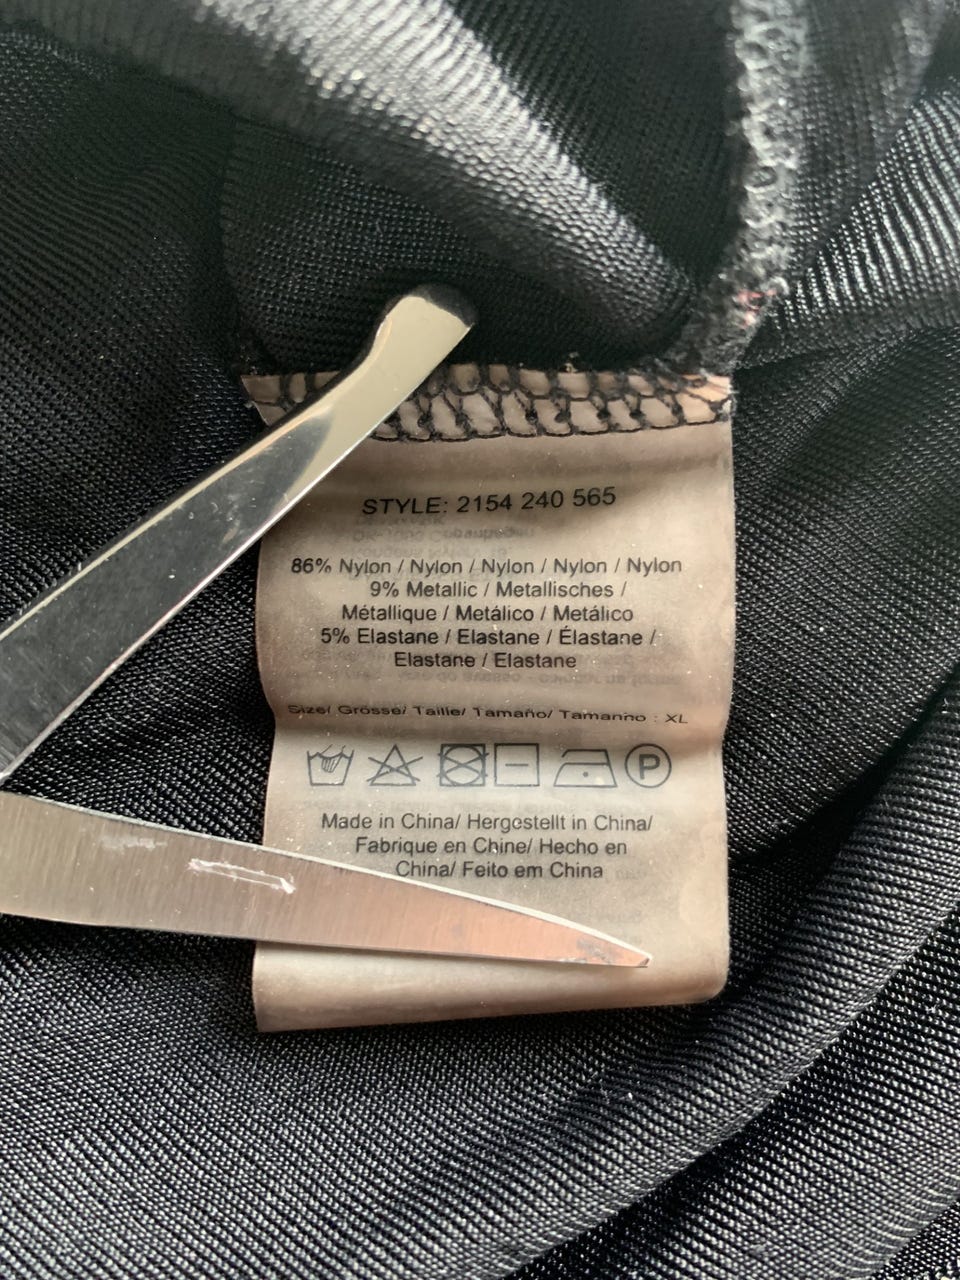 STYLE: 2154 240 565
86% Nylon / Nylon / Nylon / Nylon / Nylon
9% Metallic / Metallisches /
Métallique / Metálico / Metálico
5% Elastane / Elastane / Élastane /
Elastane / Elastane
Size/ Grösse/ Taille/ Tamaño/ Tamanho : XL
P
Made in China/ Hergestellt in China/
Fabrique en Chine/ Hecho en
China/ Feito em China